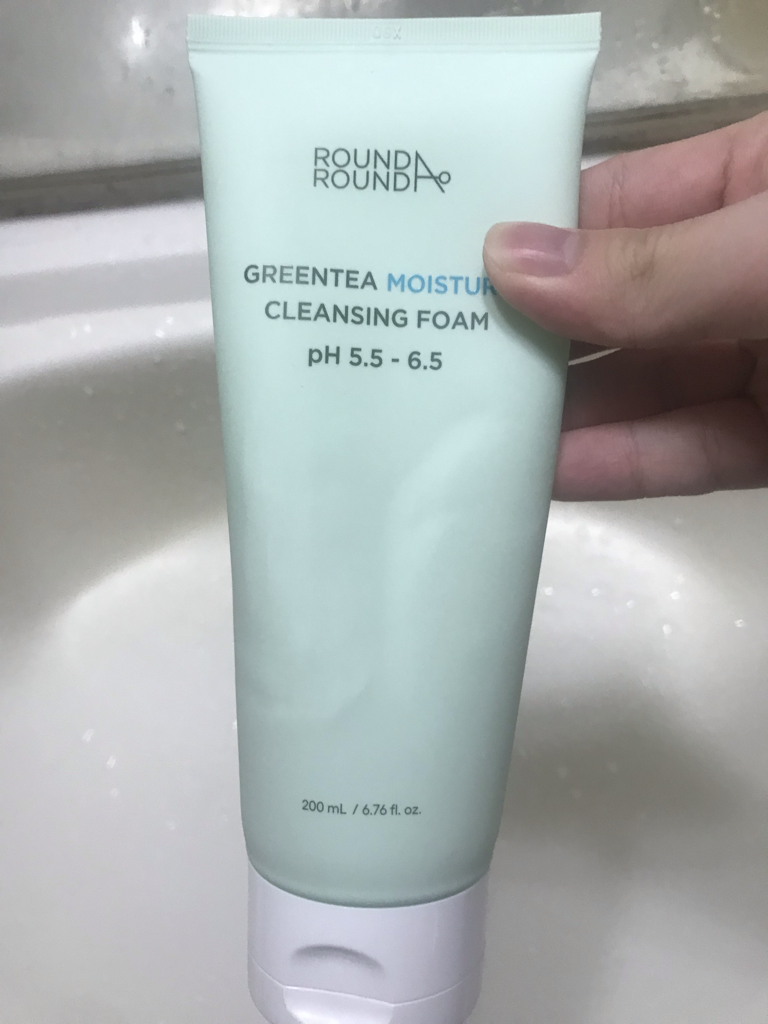 ROUND
ROUND
GREENTEA MOISTUR
CLEANSING FOAM
pH 5.5 - 6.5
200 mL / 6.76 fl. oz.